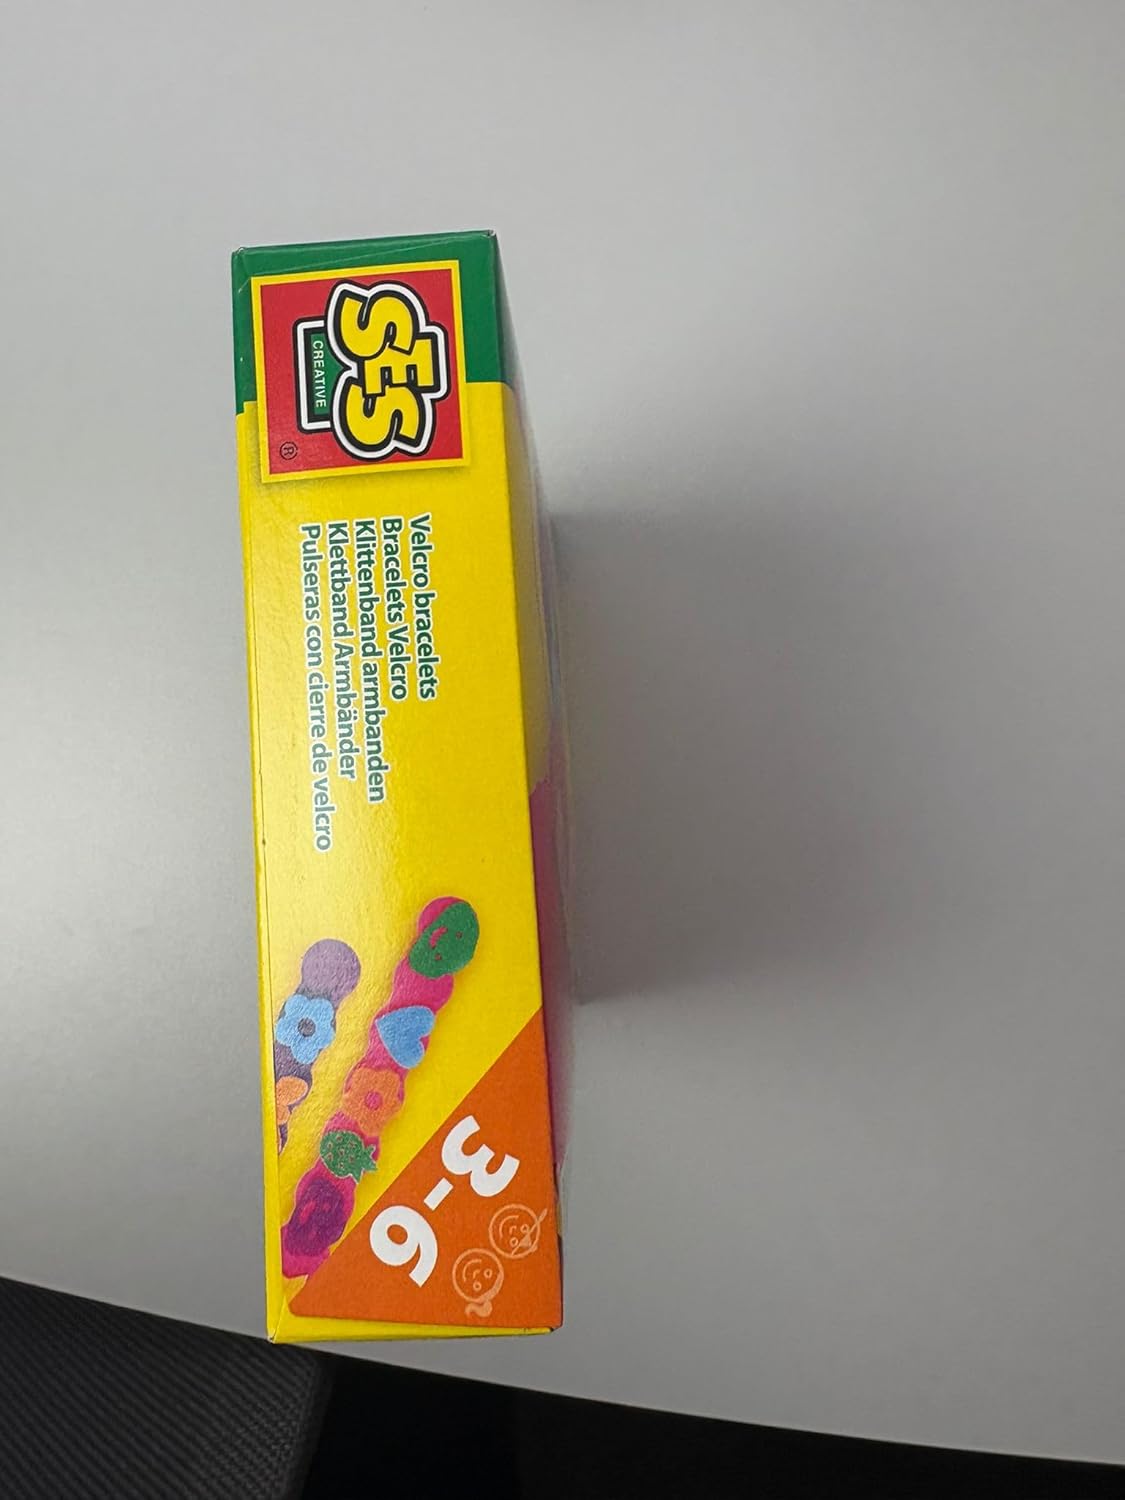 SES
CREATIVE
®
Velcro bracelets
Bracelets Velcro
Klittenband armbanden
Klettband Armbänder
Pulseras con cierre de velcro
3-6